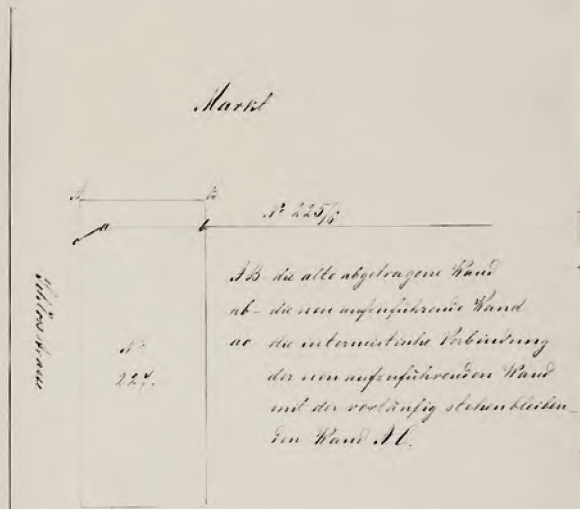 Markt
A B
№ 225/6
c a b
AB die alte abgetragene Wand
ab - die neu aufzuführende Wand
ac die interimistische Verbindung
der neu aufzuführenden Wand
mit der vorläufig stehenbleiben-
den Wand AC.
№
227.